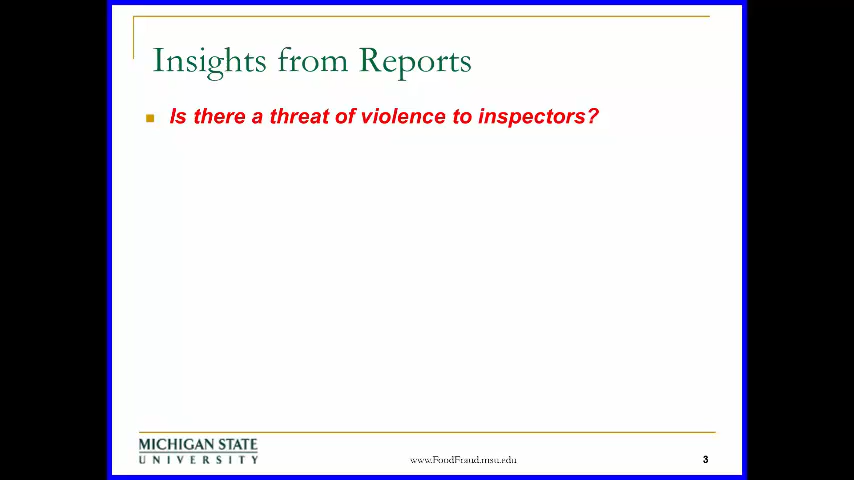 Insights from Reports
Is there a threat of violence to inspectors?
MICHIGAN STATE
UNIVERSITY
www.FoodFraud.msu.edu
3